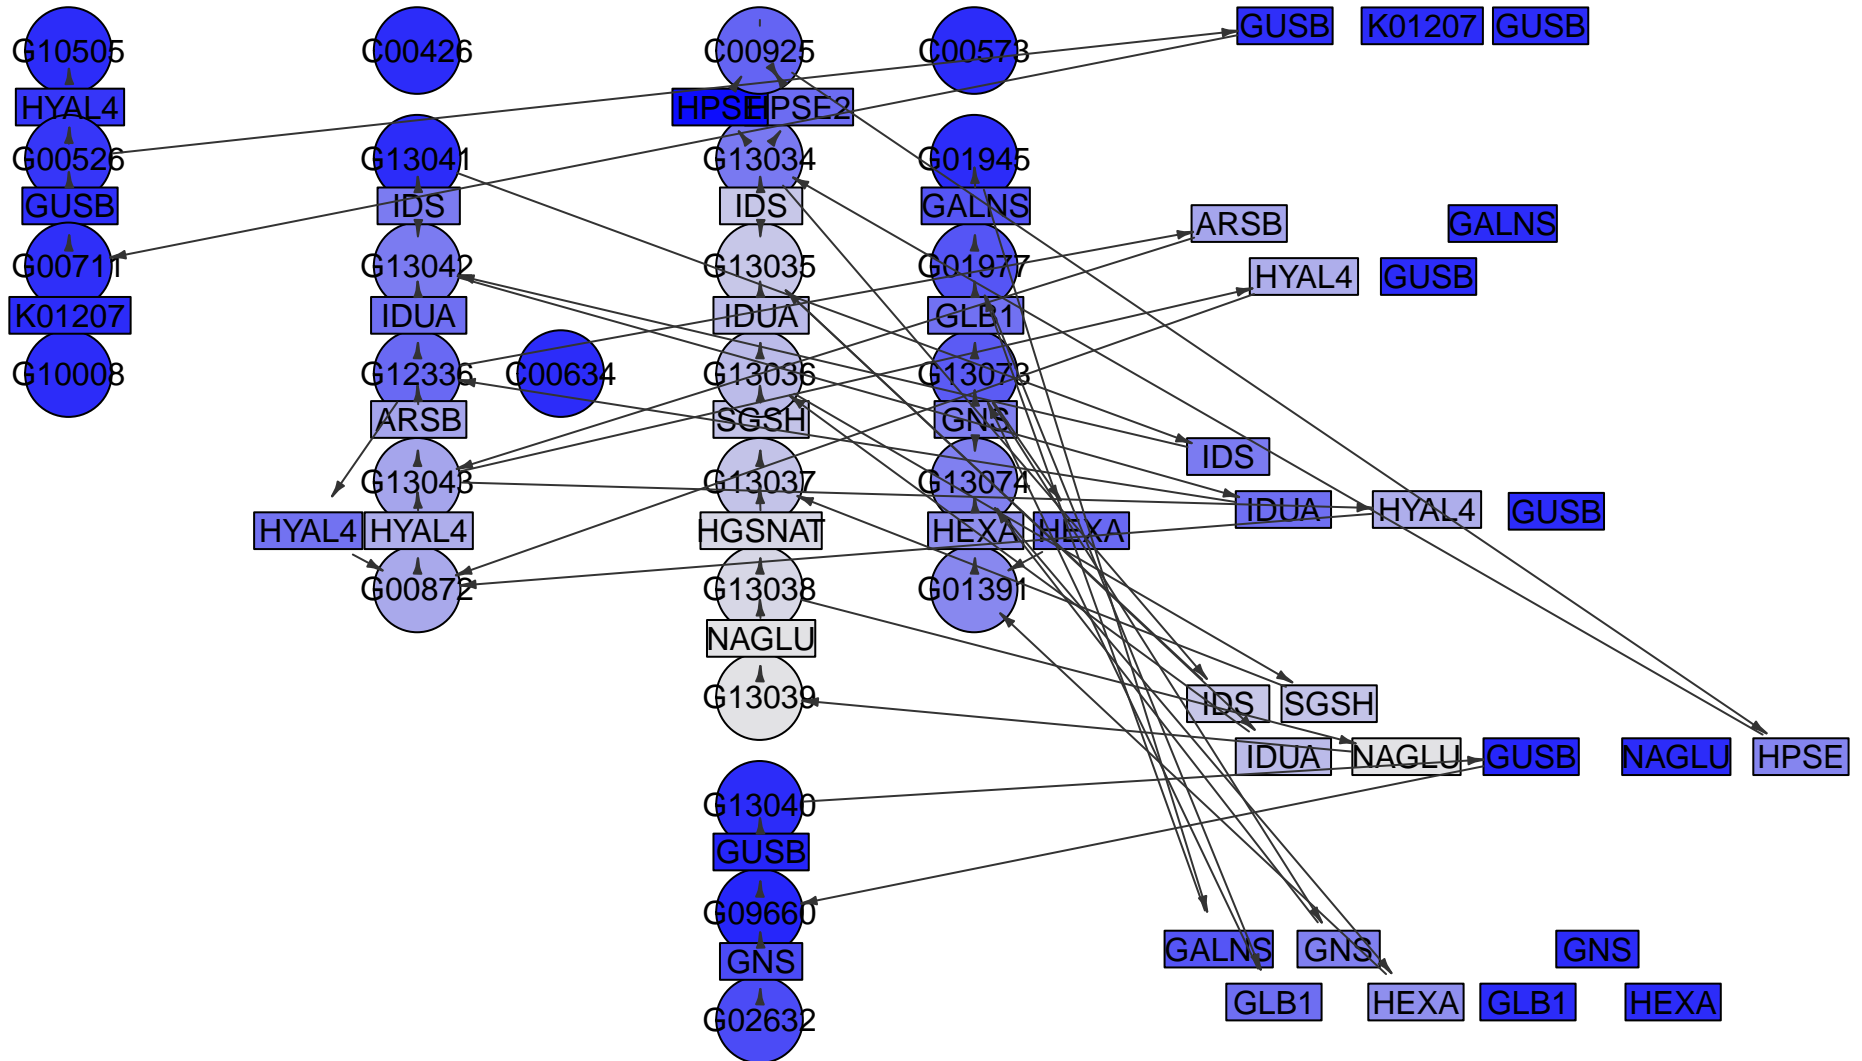 G10505 C00426 C00925 C00573 GUSB K01207 GUSB
HYAL4 HPSE HPSE2
G00526 G13041 G13034 G01945
GUSB IDS IDS GALNS ARSB GALNS
G00711 G13042 G13035 G01977 HYAL4 GUSB
K01207 IDUA IDUA GLB1
G10008 G12336 C00634 G13036 G13073
ARSB SGSH GNS IDS
G13043 G13037 G13074 IDUA HYAL4 GUSB
HYAL4 HYAL4 HGSNAT HEXA HEXA
G00872 G13038 G01391
NAGLU
G13039 IDS SGSH
IDUA NAGLU GUSB NAGLU HPSE
G13040
GUSB
G09660
GNS GALNS GNS GNS
G02632 GLB1 HEXA GLB1 HEXA